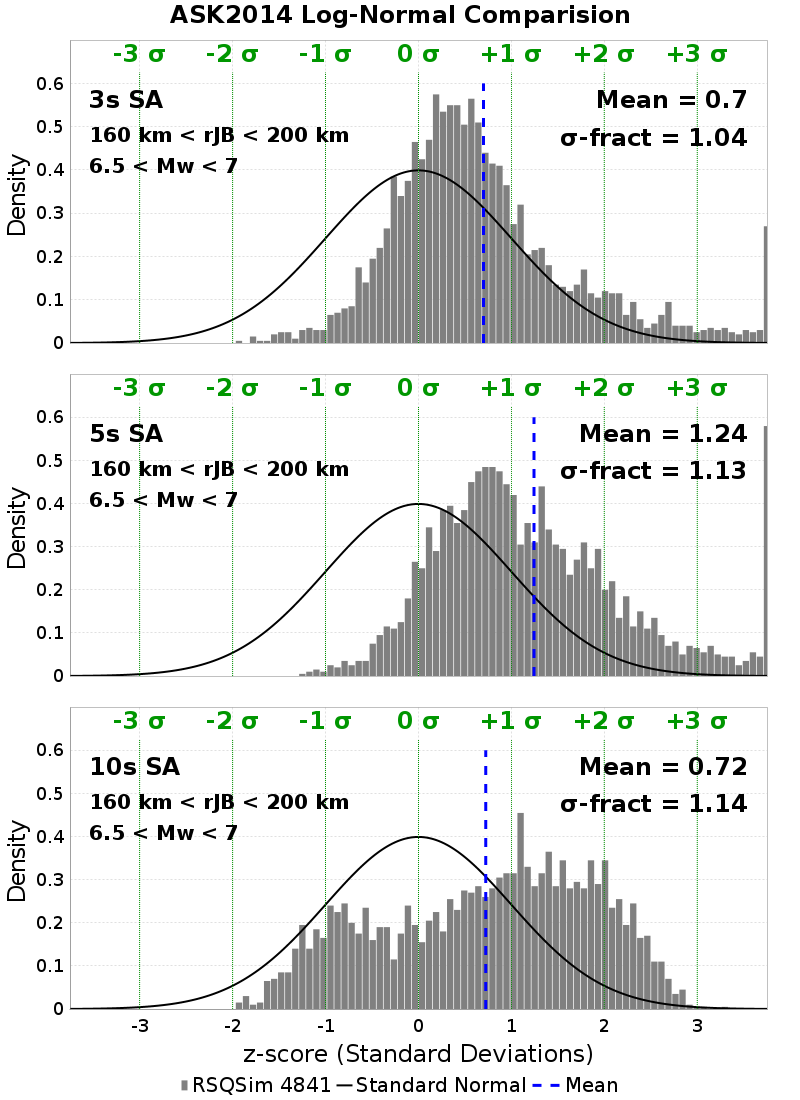 ASK2014 Log-Normal Comparision
-3 σ -2 σ -1 σ 0 σ +1 σ +2 σ +3 σ
3s SA
160 km < rJB < 200 km
6.5 < Mw < 7
Mean = 0.7
σ-fract = 1.04
Density
0.6
0.5
0.4
0.3
0.2
0.1
0
-3 σ -2 σ -1 σ 0 σ +1 σ +2 σ +3 σ
5s SA
160 km < rJB < 200 km
6.5 < Mw < 7
Mean = 1.24
σ-fract = 1.13
Density
0.6
0.5
0.4
0.3
0.2
0.1
0
-3 σ -2 σ -1 σ 0 σ +1 σ +2 σ +3 σ
10s SA
160 km < rJB < 200 km
6.5 < Mw < 7
Mean = 0.72
σ-fract = 1.14
Density
0.6
0.5
0.4
0.3
0.2
0.1
0
-3 -2 -1 0 1 2 3
z-score (Standard Deviations)
RSQSim 4841 Standard Normal Mean